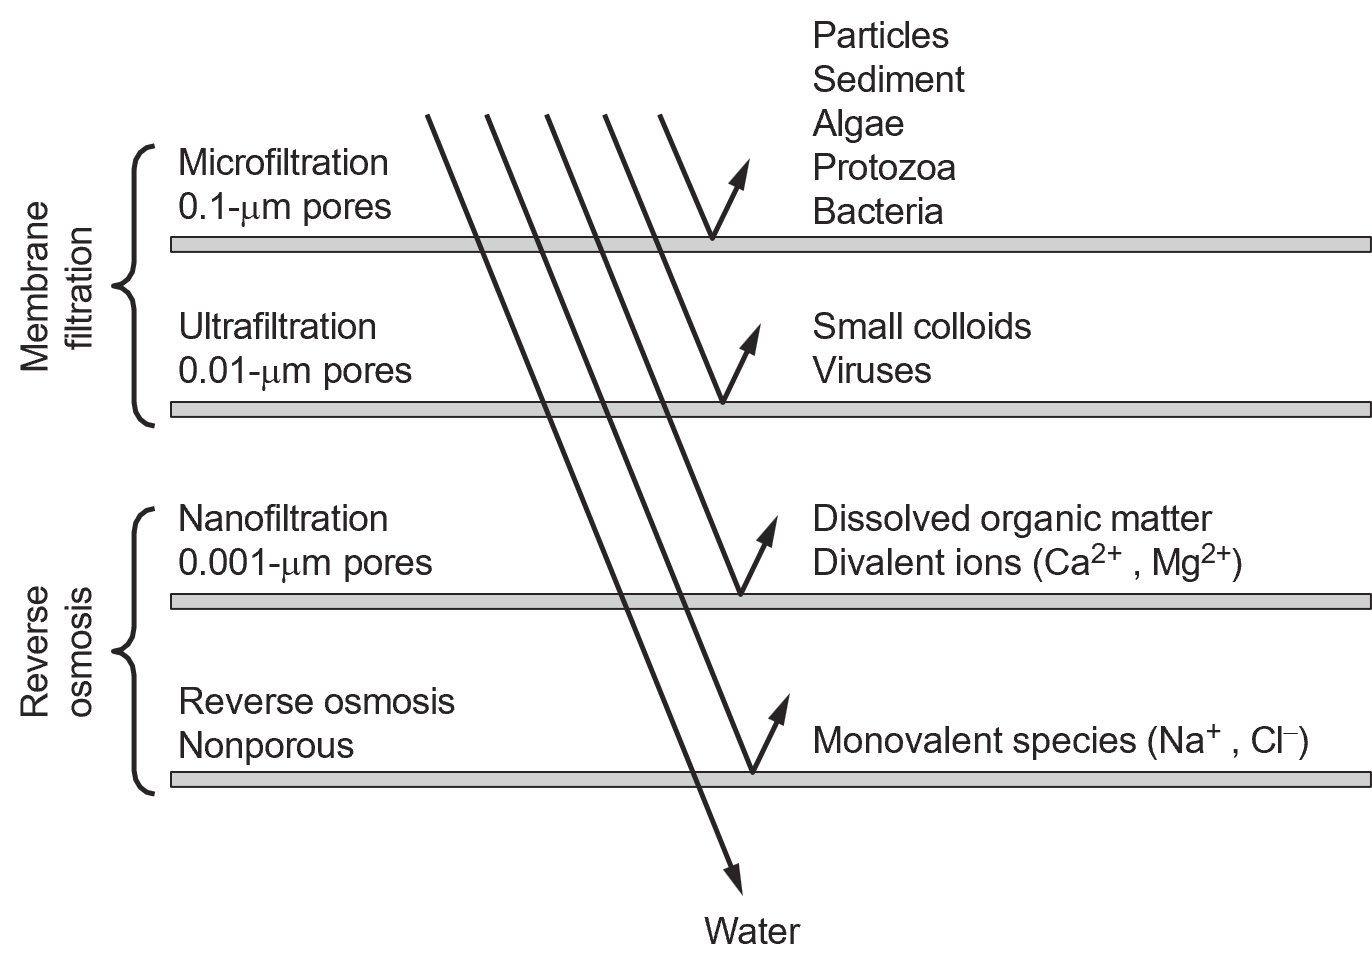 Particles
Sediment
Algae
Protozoa
Bacteria
Membrane
filtration
Microfiltration
0.1-μm pores
Ultrafiltration
0.01-μm pores
Small colloids
Viruses
Reverse
osmosis
Nanofiltration
0.001-μm pores
Dissolved organic matter
Divalent ions (Ca²⁺ , Mg²⁺)
Reverse osmosis
Nonporous
Monovalent species (Na⁺ , Cl⁻)
Water